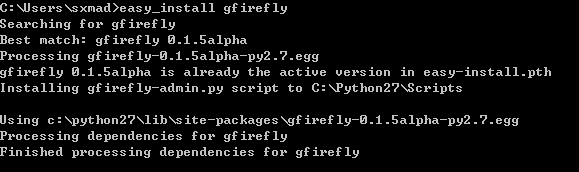 C:\Users\sxmad>easy_install gfirefly
Searching for gfirefly
Best match: gfirefly 0.1.5alpha
Processing gfirefly-0.1.5alpha-py2.7.egg
gfirefly 0.1.5alpha is already the active version in easy-install.pth
Installing gfirefly-admin.py script to C:\Python27\Scripts
Using c:\python27\lib\site-packages\gfirefly-0.1.5alpha-py2.7.egg
Processing dependencies for gfirefly
Finished processing dependencies for gfirefly